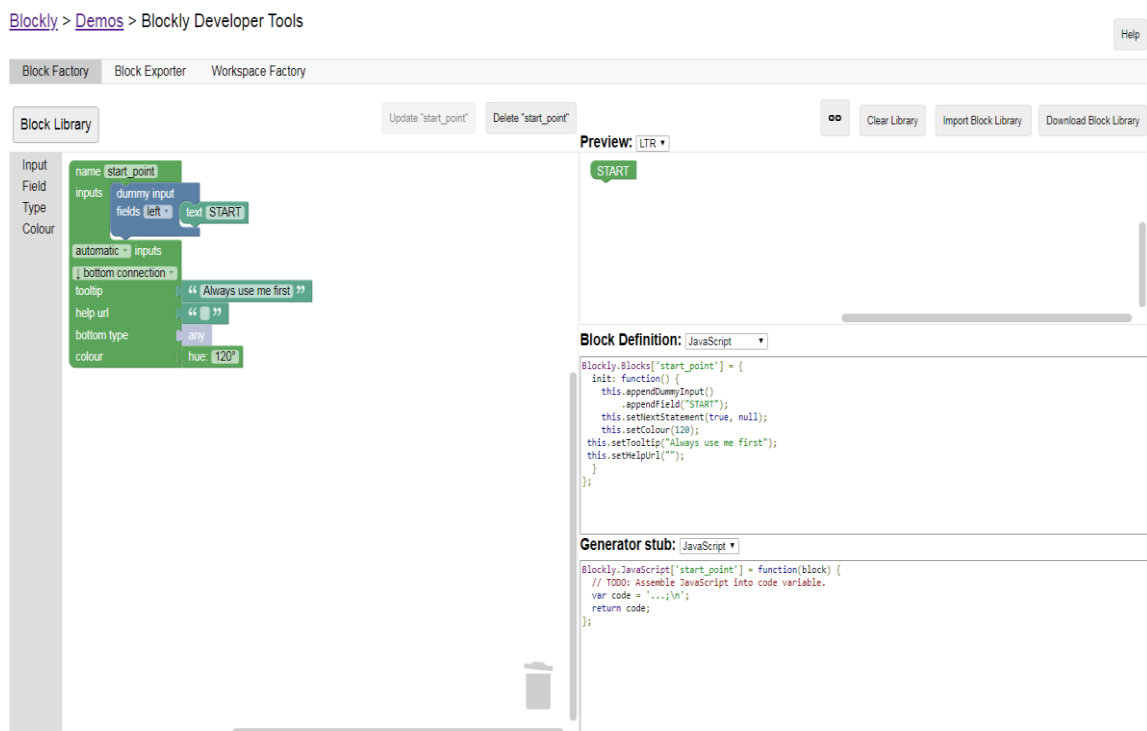 Blockly > Demos > Blockly Developer Tools
Help
Block Factory Block Exporter Workspace Factory
Block Library
Update "start_point" Delete "start_point"
Clear Library Import Block Library Download Block Library
Input
Field
Type
Colour
name start_point
inputs dummy input
fields left text START
automatic inputs
↓ bottom connection
tooltip “ Always use me first ”
help url “ ”
bottom type any
colour hue: 120°
Preview: LTR
START
Block Definition: JavaScript
Blockly.Blocks['start_point'] = {
init: function() {
this.appendDummyInput()
.appendField("START");
this.setNextStatement(true, null);
this.setColour(120);
this.setTooltip("Always use me first");
this.setHelpUrl("");
}
};
Generator stub: JavaScript
Blockly.JavaScript['start_point'] = function(block) {
// TODO: Assemble JavaScript into code variable.
var code = '...;\n';
return code;
};